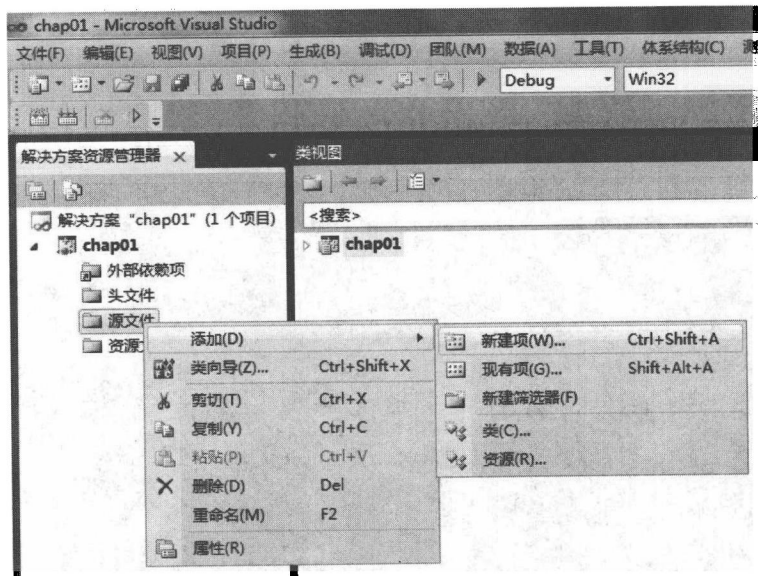 chap01 - Microsoft Visual Studio
文件(F) 编辑(E) 视图(V) 项目(P) 生成(B) 调试(D) 团队(M) 数据(A) 工具(T) 体系结构(C)
Debug Win32
解决方案资源管理器
类视图
<搜索>
解决方案 "chap01" (1 个项目)
chap01
chap01
外部依赖项
头文件
源文件
资源
添加(D)
类向导(Z)... Ctrl+Shift+X
剪切(T) Ctrl+X
复制(Y) Ctrl+C
粘贴(P) Ctrl+V
删除(D) Del
重命名(M) F2
属性(R)
新建项(W)... Ctrl+Shift+A
现有项(G)... Shift+Alt+A
新建筛选器(F)
类(C)...
资源(R)...